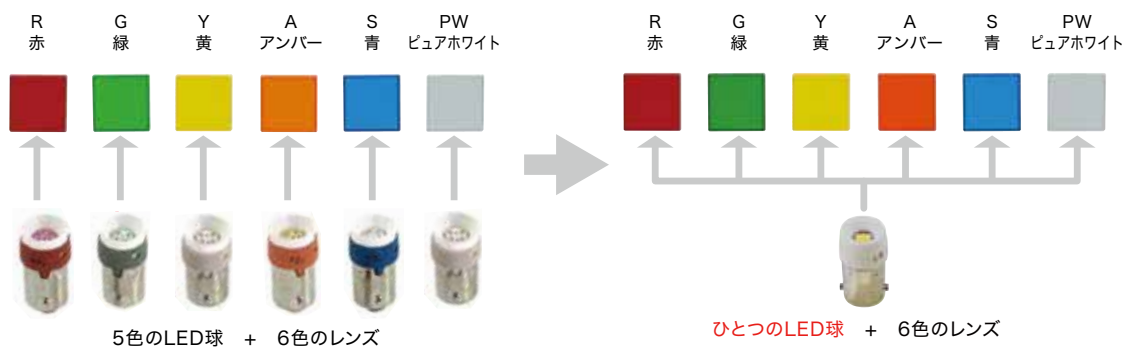 R G Y A S PW
赤 緑 黄 アンバー 青 ピュアホワイト
5色のLED球 + 6色のレンズ
R G Y A S PW
赤 緑 黄 アンバー 青 ピュアホワイト
ひとつのLED球 + 6色のレンズ